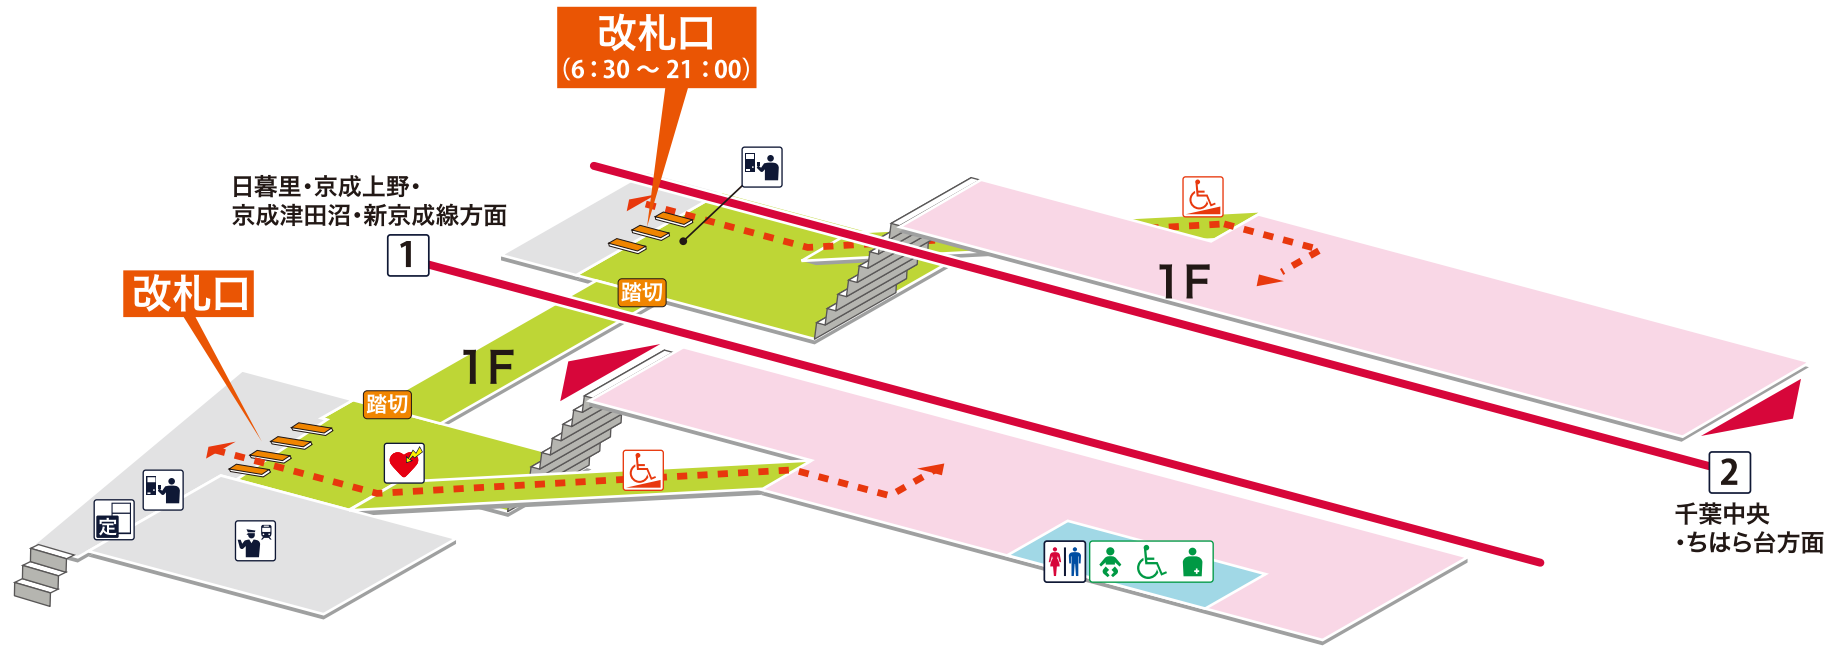 改札口
（6：30 ～ 21：00）
日暮里・京成上野・
京成津田沼・新京成線方面
1
改札口
踏切
1F
踏切
1F
定
2
千葉中央
・ちはら台方面